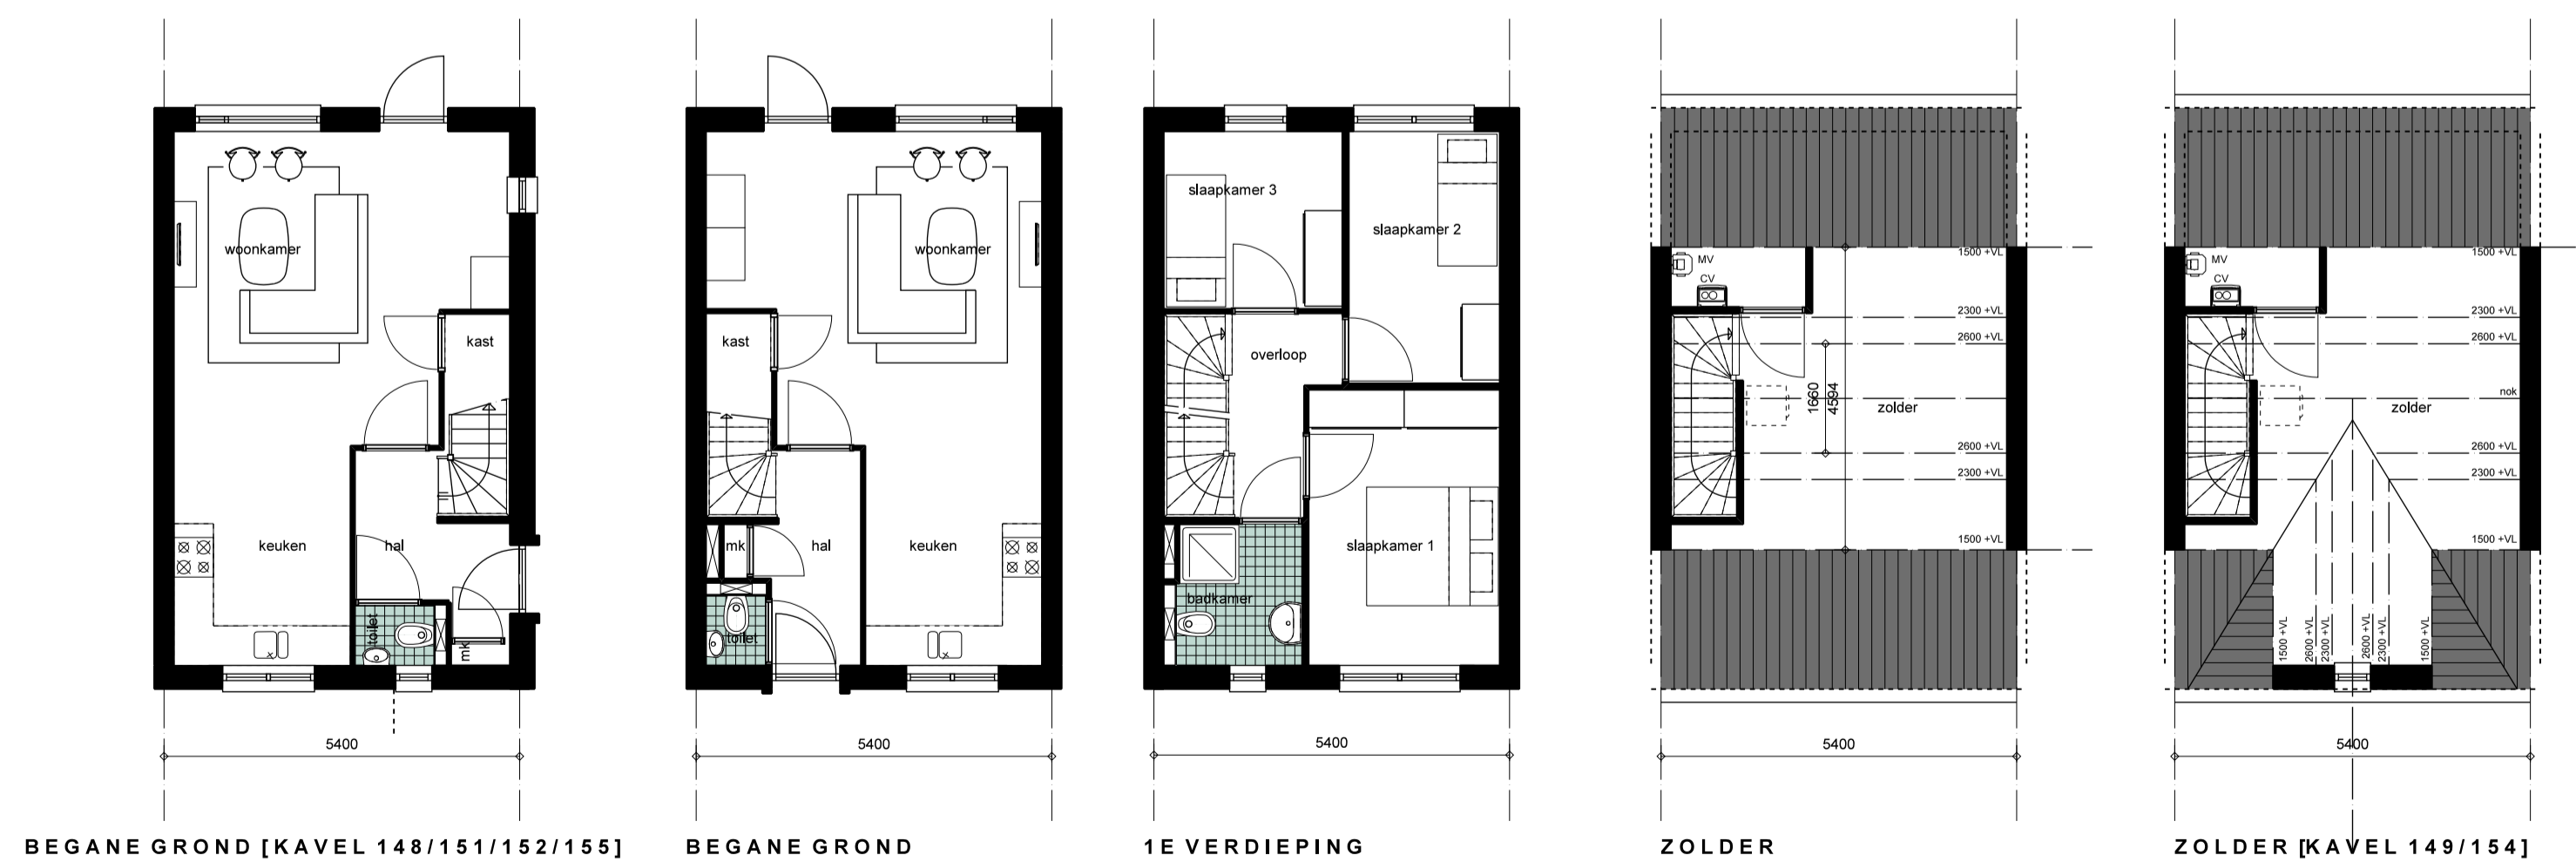 woonkamer
kast
keuken
hal
toilet
mk
5400
BEGANE GROND [KAVEL 148/151/152/155]
woonkamer
kast
mk
hal
keuken
toilet
5400
BEGANE GROND
slaapkamer 3
slaapkamer 2
overloop
slaapkamer 1
badkamer
5400
1E VERDIEPING
MV
CV
1500 +VL
2300 +VL
2600 +VL
1660
4594
zolder
2600 +VL
2300 +VL
1500 +VL
5400
ZOLDER
MV
CV
1500 +VL
2300 +VL
2600 +VL
nok
zolder
2600 +VL
2300 +VL
1500 +VL
1500 +VL
2600 +VL
2300 +VL
2600 +VL
2300 +VL
1500 +VL
5400
ZOLDER [KAVEL 149/154]